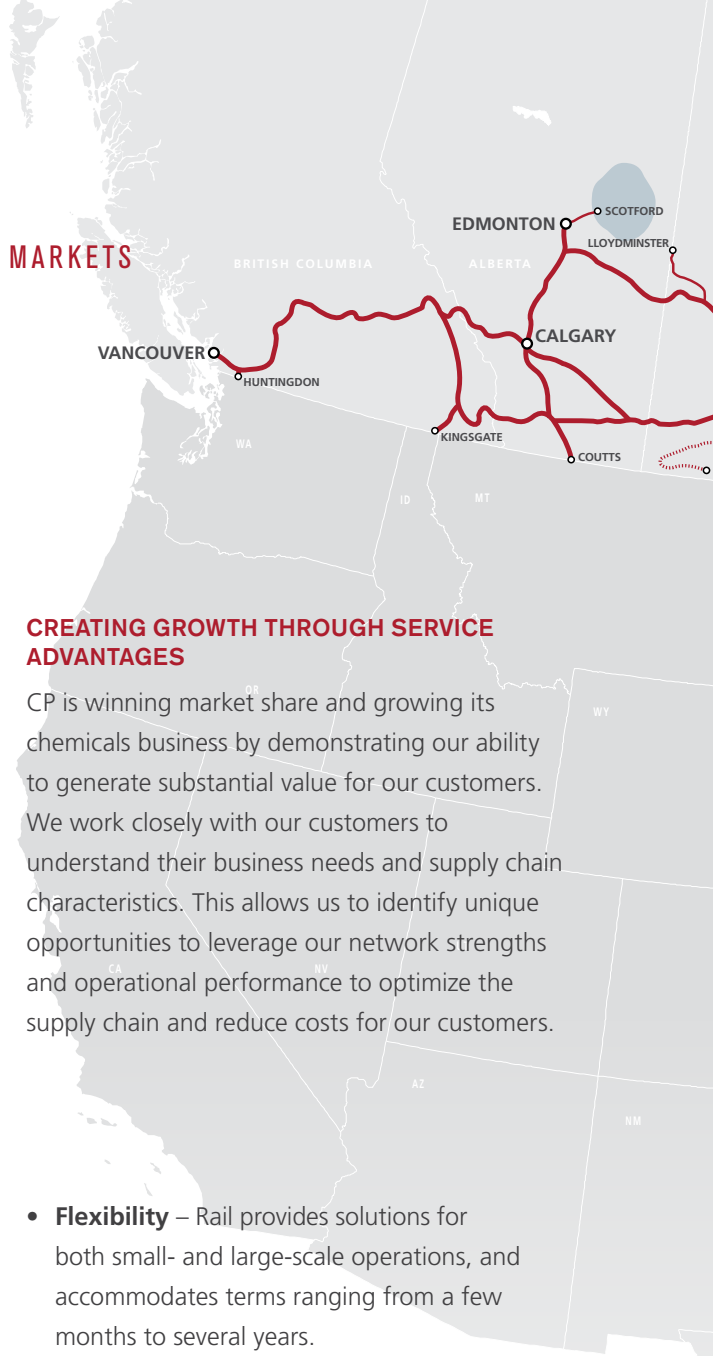 SCOTFORD
EDMONTON
LLOYDMINSTER
MARKETS
BRITISH COLUMBIA
ALBERTA
CALGARY
VANCOUVER
HUNTINGDON
KINGSGATE
WA
COUTTS
ID
MT
CREATING GROWTH THROUGH SERVICE
ADVANTAGES
OR
WY
CP is winning market share and growing its
chemicals business by demonstrating our ability
to generate substantial value for our customers.
We work closely with our customers to
understand their business needs and supply chain
characteristics. This allows us to identify unique
opportunities to leverage our network strengths
CA
NV
and operational performance to optimize the
supply chain and reduce costs for our customers.
AZ
NM
• Flexibility – Rail provides solutions for
both small- and large-scale operations, and
accommodates terms ranging from a few
months to several years.